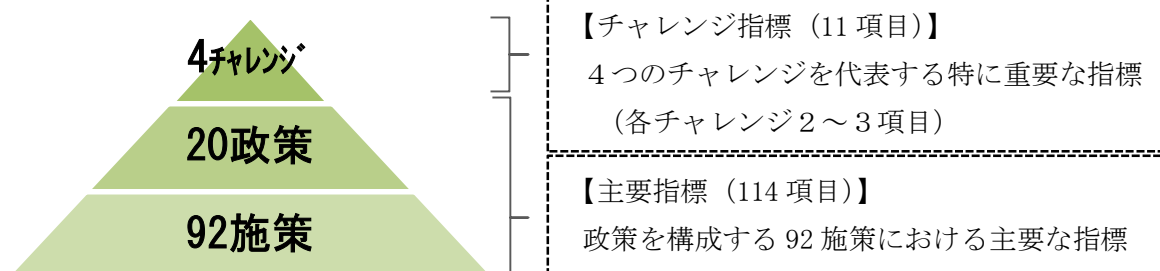 4チャレンジ
20政策
92施策
【チャレンジ指標（11 項目）】
４つのチャレンジを代表する特に重要な指標
（各チャレンジ２～３項目）
【主要指標（114 項目）】
政策を構成する 92 施策における主要な指標